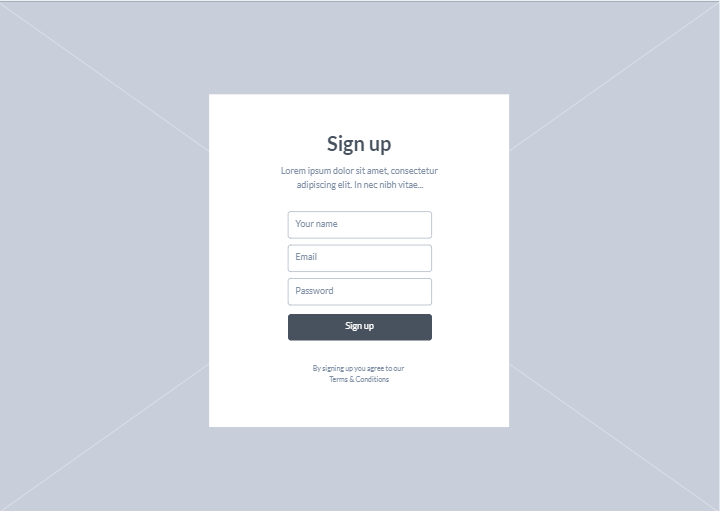 Sign up
Lorem ipsum dolor sit amet, consectetur
adipiscing elit. In nec nibh vitae...
Your name
Email
Password
Sign up
By signing up you agree to our
Terms & Conditions